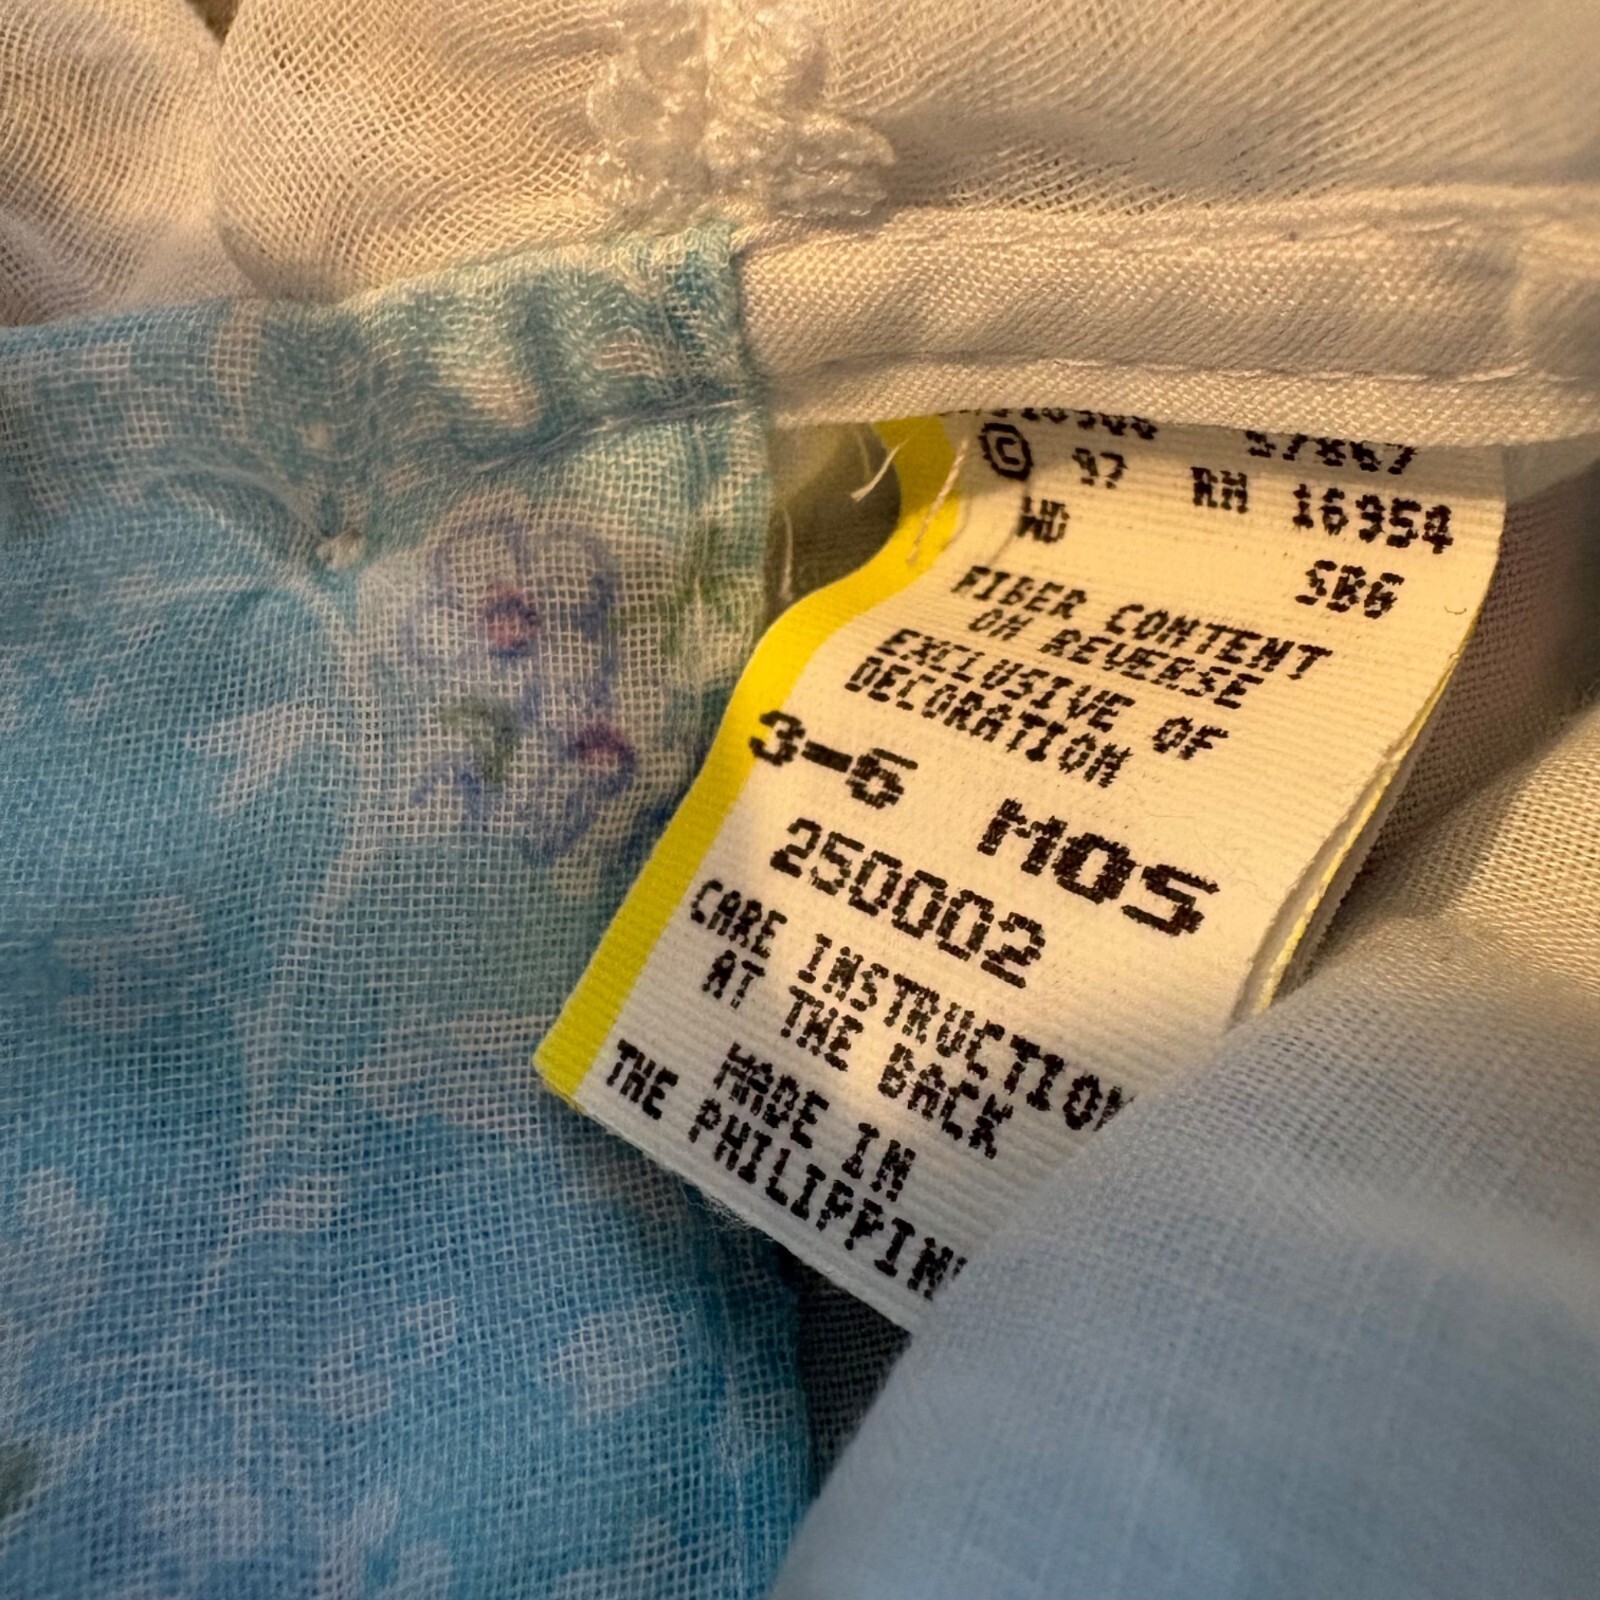 © 97 RN 16954
WD
SBG
FIBER CONTENT
ON REVERSE
EXCLUSIVE OF
DECORATION
3-6 MOS
250002
CARE INSTRUCTION
AT THE BACK
MADE IN
THE PHILIPPIN